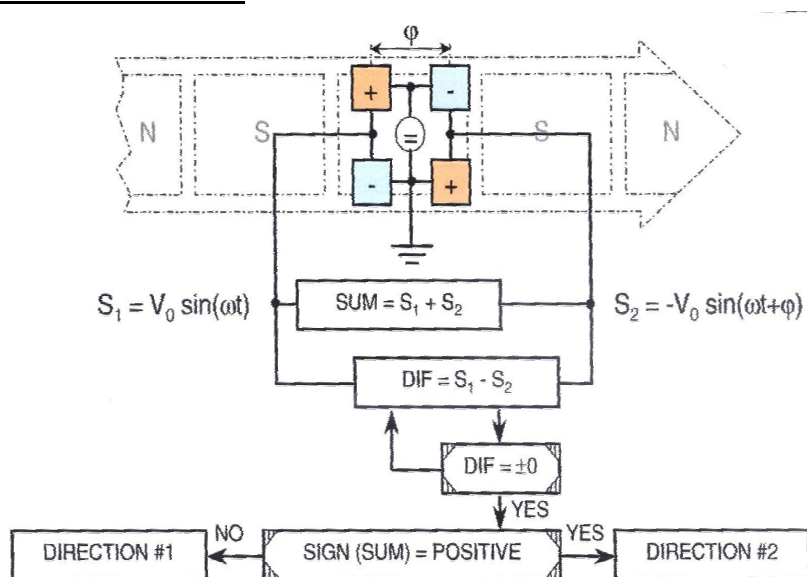 φ
+
-
N
S
=
S
N
-
+
S₁ = V₀ sin(ωt)
SUM = S₁ + S₂
S₂ = -V₀ sin(ωt+φ)
DIF = S₁ - S₂
DIF = ±0
YES
NO
YES
DIRECTION #1
SIGN (SUM) = POSITIVE
DIRECTION #2